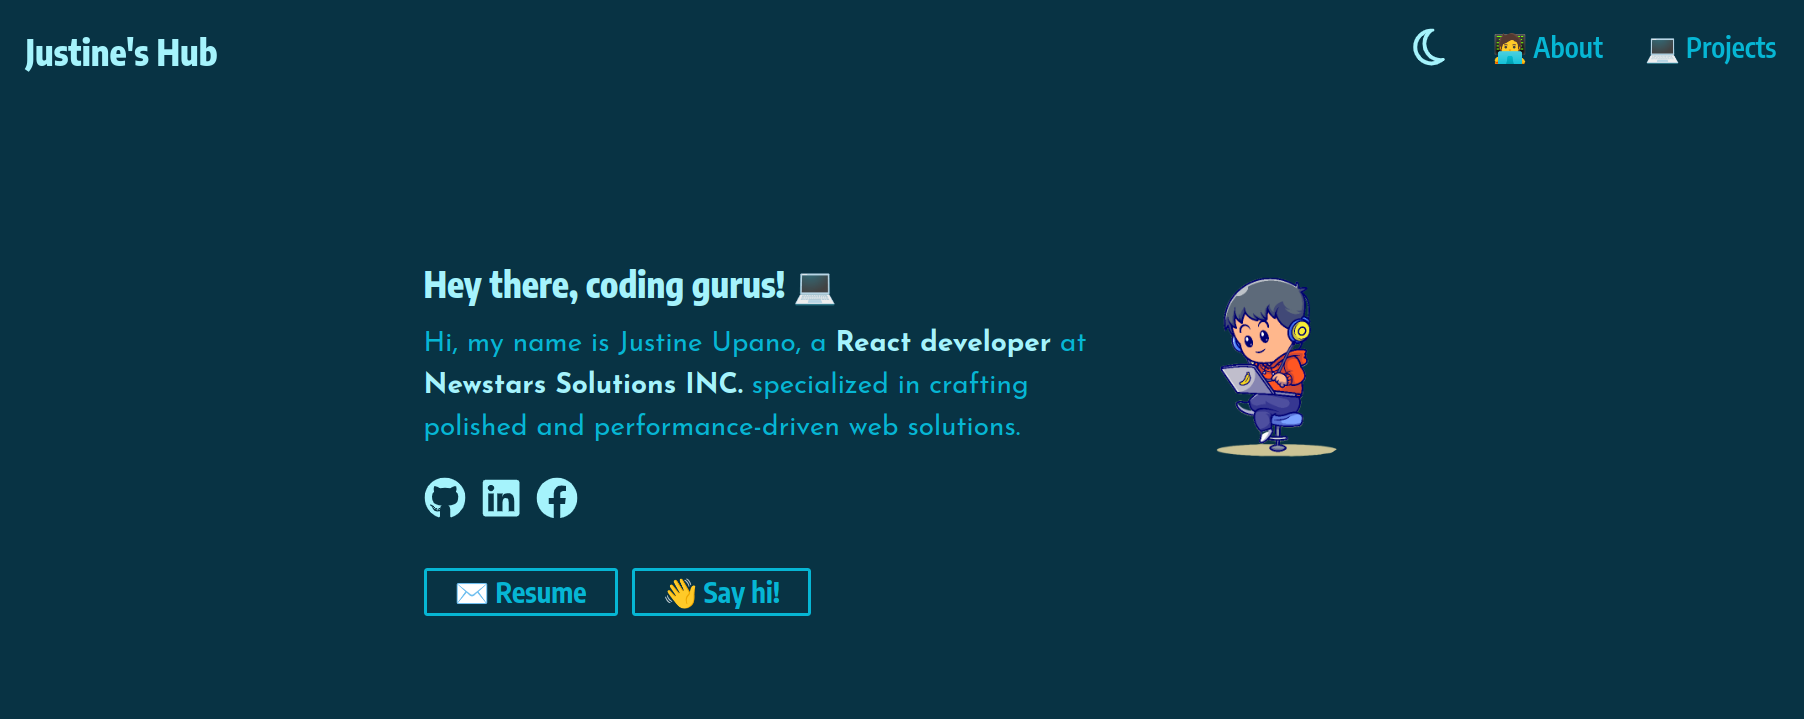 Justine's Hub
🧑‍💻 About
💻 Projects
Hey there, coding gurus! 💻
Hi, my name is Justine Upano, a React developer at
Newstars Solutions INC. specialized in crafting
polished and performance-driven web solutions.
✉️ Resume
👋 Say hi!